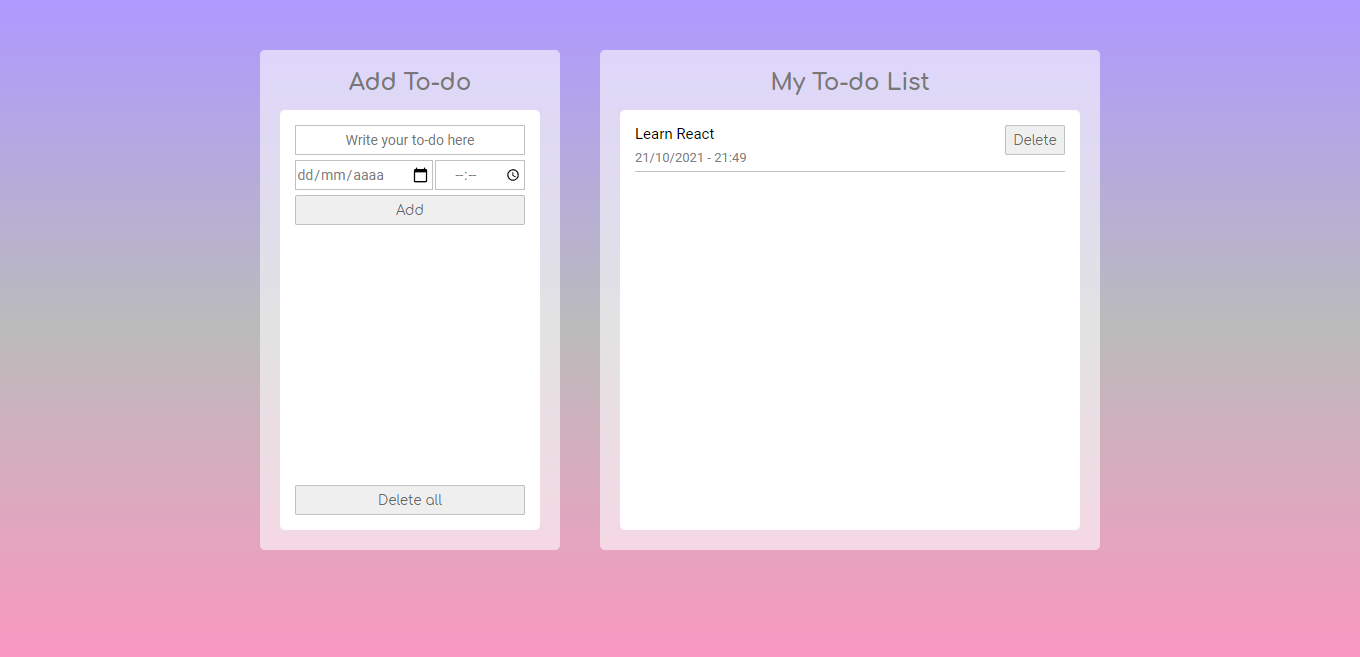 Add To-do
Write your to-do here
dd/mm/aaaa --:--
Add
Delete all
My To-do List
Learn React
Delete
21/10/2021 - 21:49